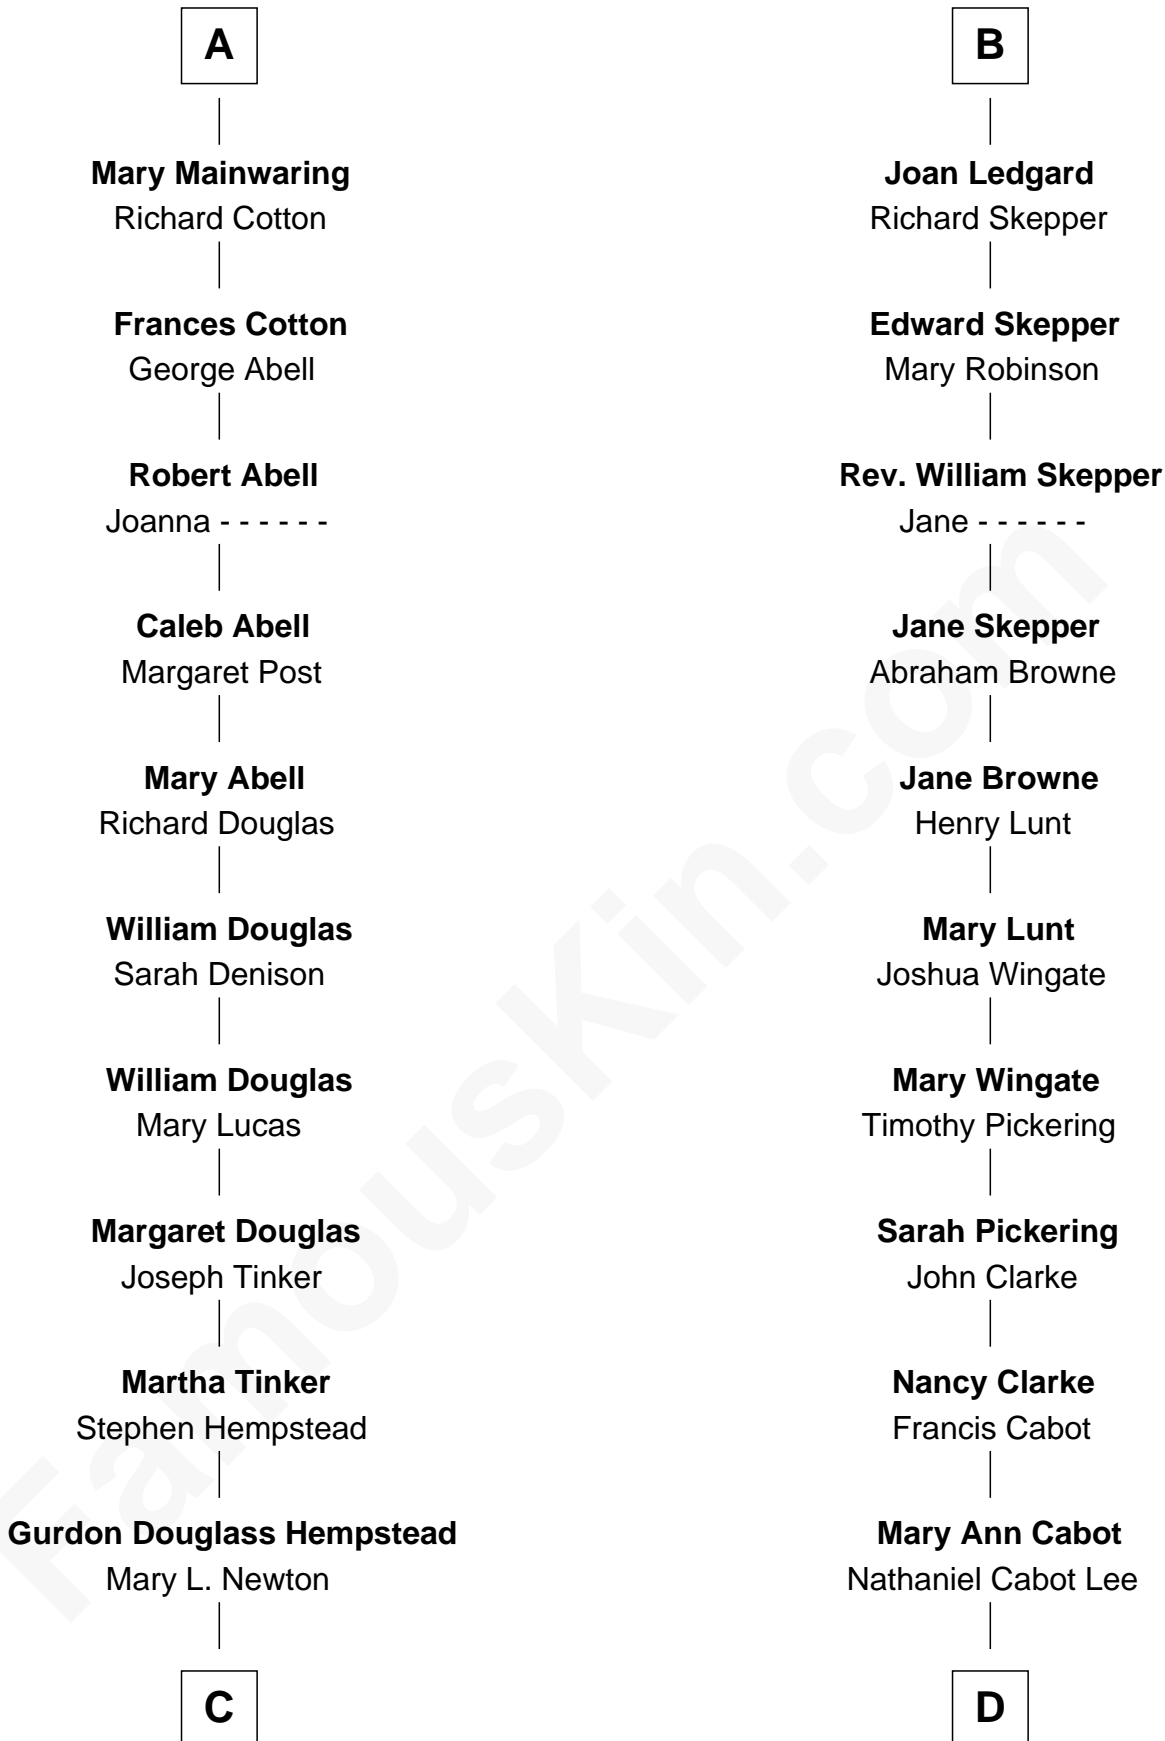 A
Mary Mainwaring
Richard Cotton
Frances Cotton
George Abell
Robert Abell
Joanna - - - - - -
Caleb Abell
Margaret Post
Mary Abell
Richard Douglas
William Douglas
Sarah Denison
William Douglas
Mary Lucas
Margaret Douglas
Joseph Tinker
Martha Tinker
Stephen Hempstead
Gurdon Douglass Hempstead
Mary L. Newton
C
B
Joan Ledgard
Richard Skepper
Edward Skepper
Mary Robinson
Rev. William Skepper
Jane - - - - - -
Jane Skepper
Abraham Browne
Jane Browne
Henry Lunt
Mary Lunt
Joshua Wingate
Mary Wingate
Timothy Pickering
Sarah Pickering
John Clarke
Nancy Clarke
Francis Cabot
Mary Ann Cabot
Nathaniel Cabot Lee
D
FamousKin.com